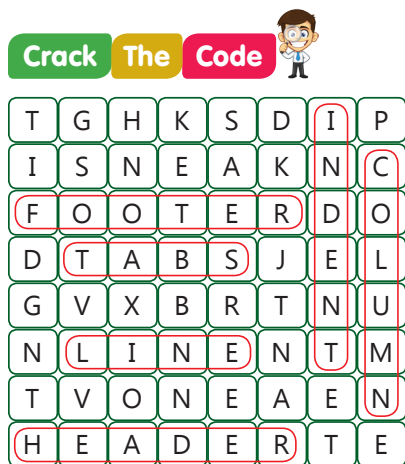 Crack The Code
T G H K S D I P
I S N E A K N C
F O O T E R D O
D T A B S J E L
G V X B R T N U
N L I N E N T M
T V O N E A E N
H E A D E R T E